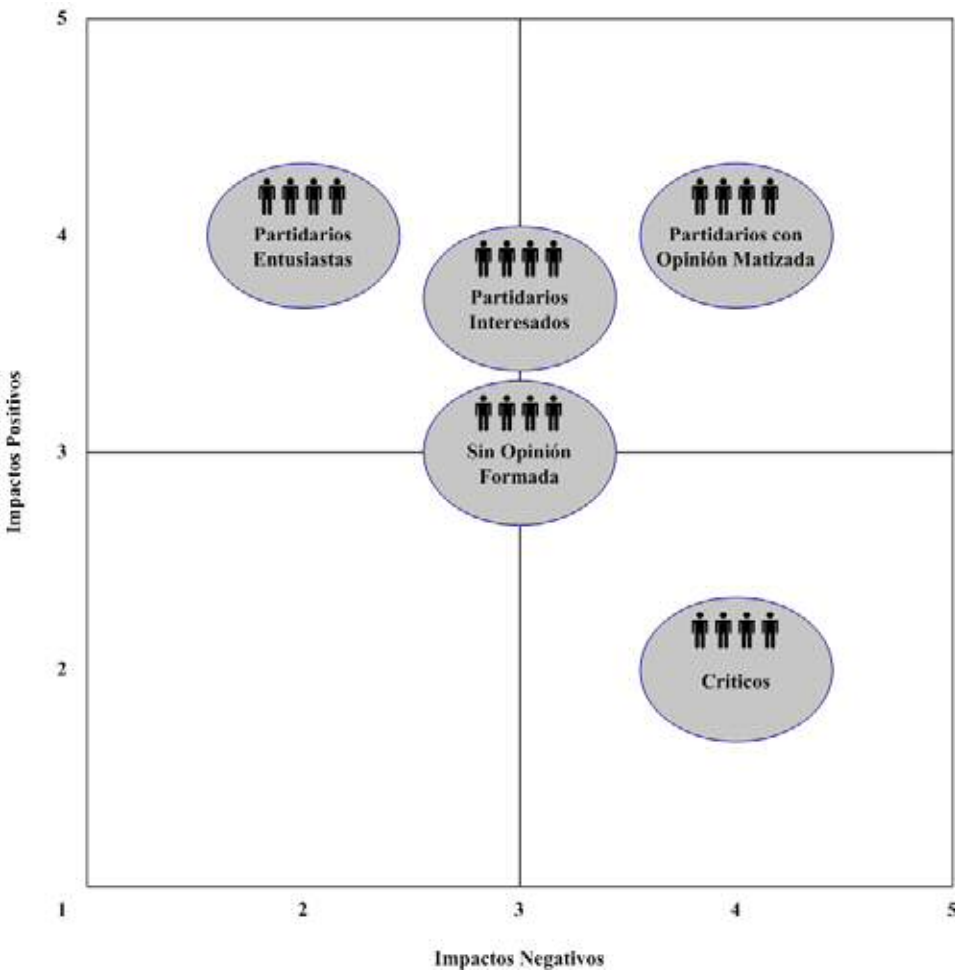 5
Partidarios
Entusiastas
Partidarios con
Opinión Matizada
4
Partidarios
Interesados
Impactos Positivos
3
Sin Opinión
Formada
2
Críticos
1
2
3
4
5
Impactos Negativos